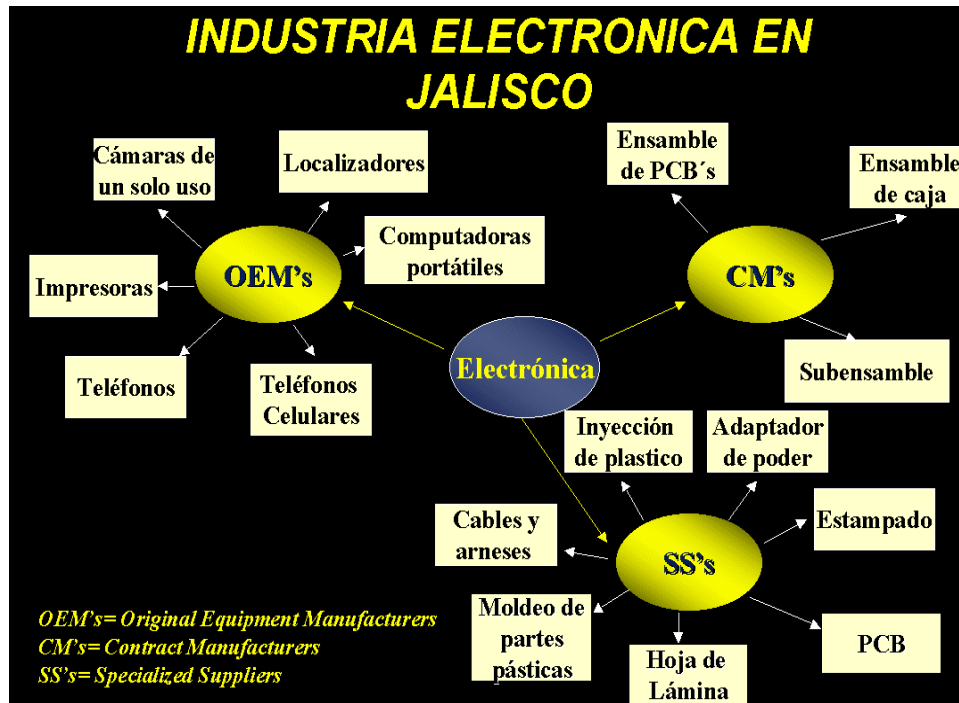 INDUSTRIA ELECTRONICA EN
JALISCO
Cámaras de
un solo uso
Localizadores
Computadoras
portátiles
Impresoras
OEM's
Teléfonos
Teléfonos
Celulares
Ensamble
de PCB´s
Ensamble
de caja
CM's
Subensamble
Electrónica
Inyección
de plastico
Adaptador
de poder
Estampado
Cables y
arneses
SS's
Moldeo de
partes
pásticas
Hoja de
Lámina
PCB
OEM's= Original Equipment Manufacturers
CM's= Contract Manufacturers
SS's= Specialized Suppliers